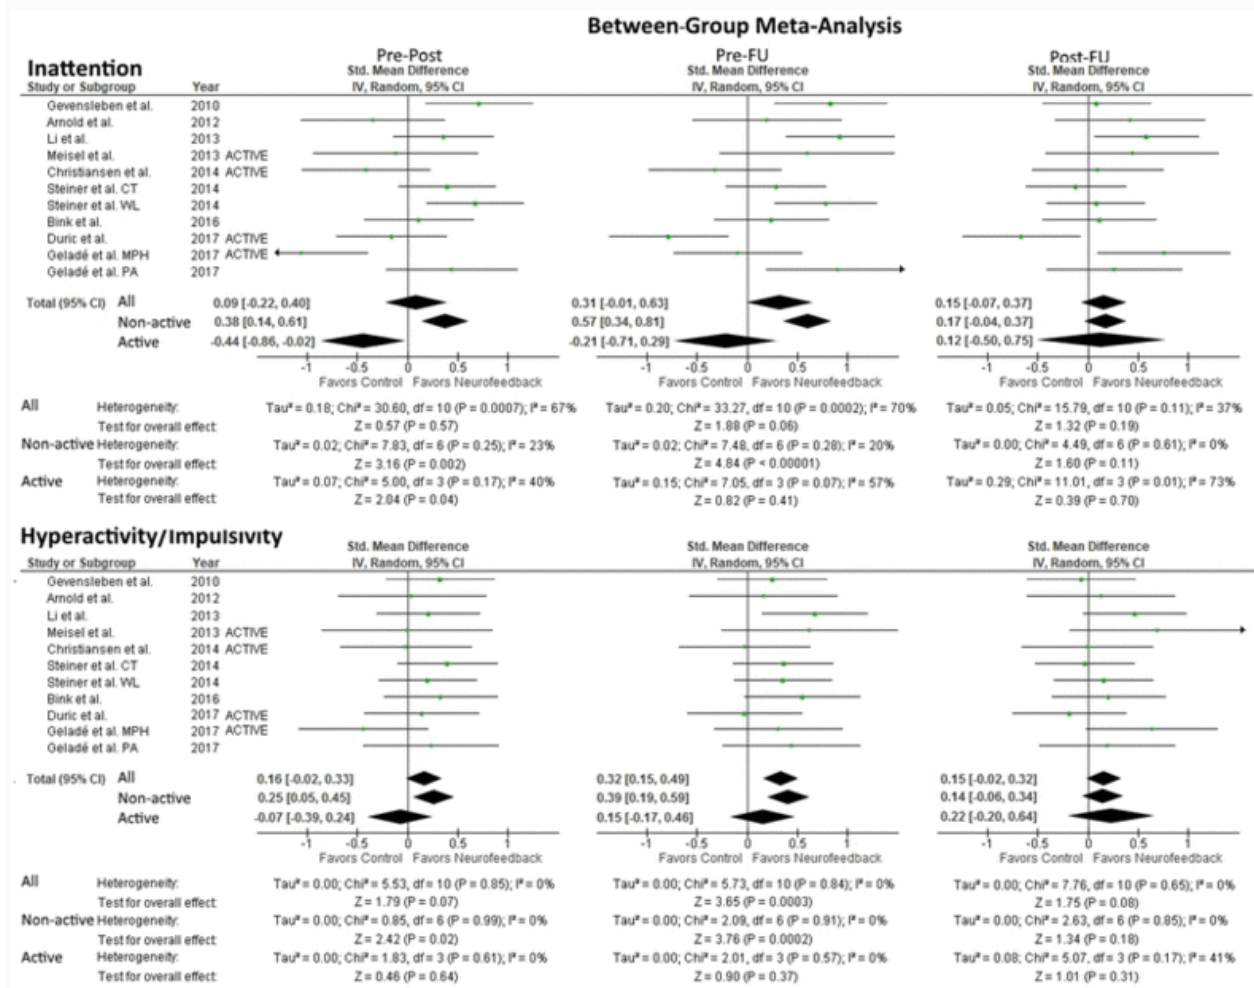 Between-Group Meta-Analysis
Pre-Post Pre-FU Post-FU
Inattention Std. Mean Difference Std. Mean Difference Std. Mean Difference
Study or Subgroup Year IV, Random, 95% CI IV, Random, 95% CI IV, Random, 95% CI
Gevensleben et al. 2010
Arnold et al. 2012
Li et al. 2013
Meisel et al. 2013 ACTIVE
Christiansen et al. 2014 ACTIVE
Steiner et al. CT 2014
Steiner et al. WL 2014
Bink et al. 2016
Duric et al. 2017 ACTIVE
Geladé et al. MPH 2017 ACTIVE
Geladé et al. PA 2017
Total (95% CI) All 0.09 [-0.22, 0.40] 0.31 [-0.01, 0.63] 0.15 [-0.07, 0.37]
Non-active 0.38 [0.14, 0.61] 0.57 [0.34, 0.81] 0.17 [-0.04, 0.37]
Active -0.44 [-0.86, -0.02] -0.21 [-0.71, 0.29] 0.12 [-0.50, 0.75]
-1 -0.5 0 0.5 1 -1 -0.5 0 0.5 1 -1 -0.5 0 0.5 1
Favors Control Favors Neurofeedback Favors Control Favors Neurofeedback Favors Control Favors Neurofeedback
All Heterogeneity: Tau² = 0.18; Chi² = 30.60, df = 10 (P = 0.0007); I² = 67% Tau² = 0.20; Chi² = 33.27, df = 10 (P = 0.0002); I² = 70% Tau² = 0.05; Chi² = 15.79, df = 10 (P = 0.11); I² = 37%
Test for overall effect: Z = 0.57 (P = 0.57) Z = 1.88 (P = 0.06) Z = 1.32 (P = 0.19)
Non-active Heterogeneity: Tau² = 0.02; Chi² = 7.83, df = 6 (P = 0.25); I² = 23% Tau² = 0.02; Chi² = 7.48, df = 6 (P = 0.28); I² = 20% Tau² = 0.00; Chi² = 4.49, df = 6 (P = 0.61); I² = 0%
Test for overall effect: Z = 3.16 (P = 0.002) Z = 4.84 (P < 0.00001) Z = 1.60 (P = 0.11)
Active Heterogeneity: Tau² = 0.07; Chi² = 5.00, df = 3 (P = 0.17); I² = 40% Tau² = 0.15; Chi² = 7.05, df = 3 (P = 0.07); I² = 57% Tau² = 0.29; Chi² = 11.01, df = 3 (P = 0.01); I² = 73%
Test for overall effect: Z = 2.04 (P = 0.04) Z = 0.82 (P = 0.41) Z = 0.39 (P = 0.70)
Hyperactivity/Impulsivity
Std. Mean Difference Std. Mean Difference Std. Mean Difference
Study or Subgroup Year IV, Random, 95% CI IV, Random, 95% CI IV, Random, 95% CI
Gevensleben et al. 2010
Arnold et al. 2012
Li et al. 2013
Meisel et al. 2013 ACTIVE
Christiansen et al. 2014 ACTIVE
Steiner et al. CT 2014
Steiner et al. WL 2014
Bink et al. 2016
Duric et al. 2017 ACTIVE
Geladé et al. MPH 2017 ACTIVE
Geladé et al. PA 2017
Total (95% CI) All 0.16 [-0.02, 0.33] 0.32 [0.15, 0.49] 0.15 [-0.02, 0.32]
Non-active 0.25 [0.05, 0.45] 0.39 [0.19, 0.59] 0.14 [-0.06, 0.34]
Active -0.07 [-0.39, 0.24] 0.15 [-0.17, 0.46] 0.22 [-0.20, 0.64]
-1 -0.5 0 0.5 1 -1 -0.5 0 0.5 1 -1 -0.5 0 0.5 1
Favors Control Favors Neurofeedback Favors Control Favors Neurofeedback Favors Control Favors Neurofeedback
All Heterogeneity: Tau² = 0.00; Chi² = 5.53, df = 10 (P = 0.85); I² = 0% Tau² = 0.00; Chi² = 5.73, df = 10 (P = 0.84); I² = 0% Tau² = 0.00; Chi² = 7.76, df = 10 (P = 0.65); I² = 0%
Test for overall effect: Z = 1.79 (P = 0.07) Z = 3.65 (P = 0.0003) Z = 1.75 (P = 0.08)
Non-active Heterogeneity: Tau² = 0.00; Chi² = 0.85, df = 6 (P = 0.99); I² = 0% Tau² = 0.00; Chi² = 2.09, df = 6 (P = 0.91); I² = 0% Tau² = 0.00; Chi² = 2.63, df = 6 (P = 0.85); I² = 0%
Test for overall effect: Z = 2.42 (P = 0.02) Z = 3.76 (P = 0.0002) Z = 1.34 (P = 0.18)
Active Heterogeneity: Tau² = 0.00; Chi² = 1.83, df = 3 (P = 0.61); I² = 0% Tau² = 0.00; Chi² = 2.01, df = 3 (P = 0.57); I² = 0% Tau² = 0.08; Chi² = 5.07, df = 3 (P = 0.17); I² = 41%
Test for overall effect: Z = 0.46 (P = 0.64) Z = 0.90 (P = 0.37) Z = 1.01 (P = 0.31)